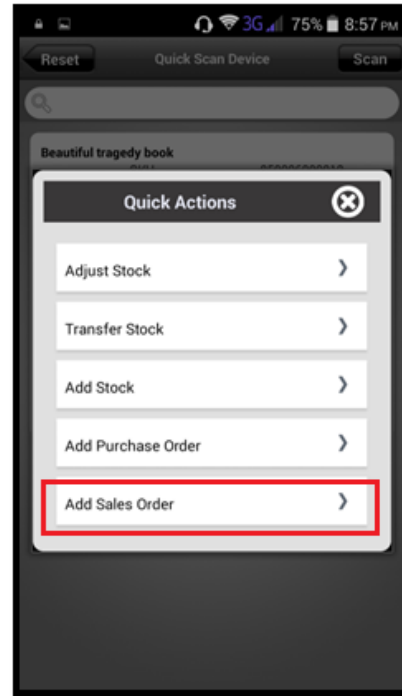 3G 75% 8:57 PM
Reset Quick Scan Device Scan
Beautiful tragedy book
Quick Actions
Adjust Stock
Transfer Stock
Add Stock
Add Purchase Order
Add Sales Order